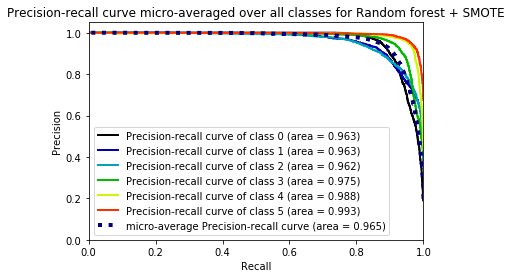 Precision-recall curve micro-averaged over all classes for Random forest + SMOTE
1.0
0.8
0.6
0.4
0.2
0.0
Precision
Precision-recall curve of class 0 (area = 0.963)
Precision-recall curve of class 1 (area = 0.963)
Precision-recall curve of class 2 (area = 0.962)
Precision-recall curve of class 3 (area = 0.975)
Precision-recall curve of class 4 (area = 0.988)
Precision-recall curve of class 5 (area = 0.993)
micro-average Precision-recall curve (area = 0.965)
0.0 0.2 0.4 0.6 0.8 1.0
Recall